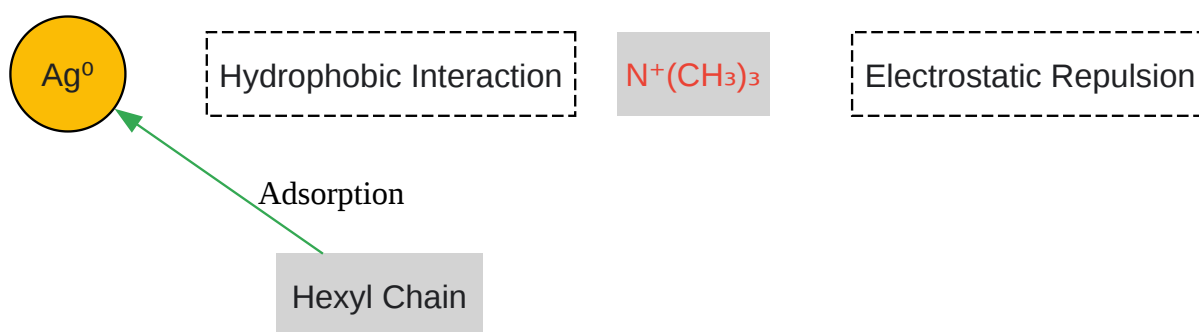 Ag⁰
Hydrophobic Interaction
N⁺(CH₃)₃
Electrostatic Repulsion
Adsorption
Hexyl Chain